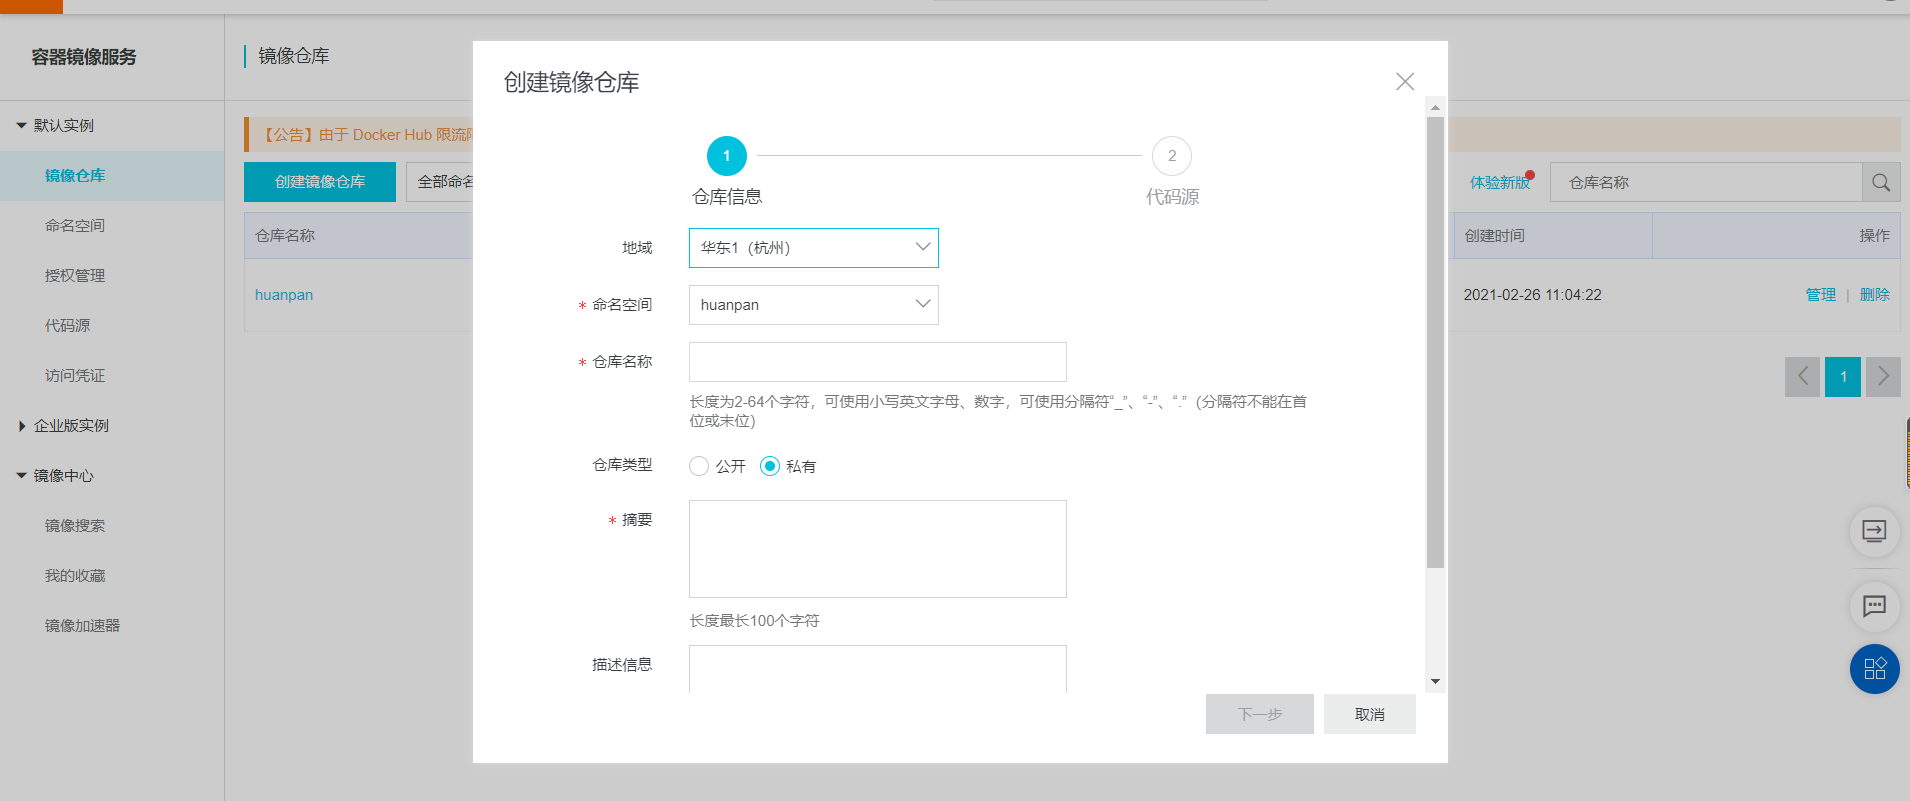 容器镜像服务
默认实例
镜像仓库
命名空间
授权管理
代码源
访问凭证
企业版实例
镜像中心
镜像搜索
我的收藏
镜像加速器
镜像仓库
【公告】由于 Docker Hub 限流
创建镜像仓库
全部命名
体验新版
仓库名称
仓库名称
创建时间
操作
huanpan
2021-02-26 11:04:22
管理 | 删除
1
创建镜像仓库
1
2
仓库信息
代码源
地域
华东1（杭州）
* 命名空间
huanpan
* 仓库名称
长度为2-64个字符，可使用小写英文字母、数字，可使用分隔符“_”、“-”、“.”（分隔符不能在首
位或末位）
仓库类型
公开
私有
* 摘要
长度最长100个字符
描述信息
下一步
取消